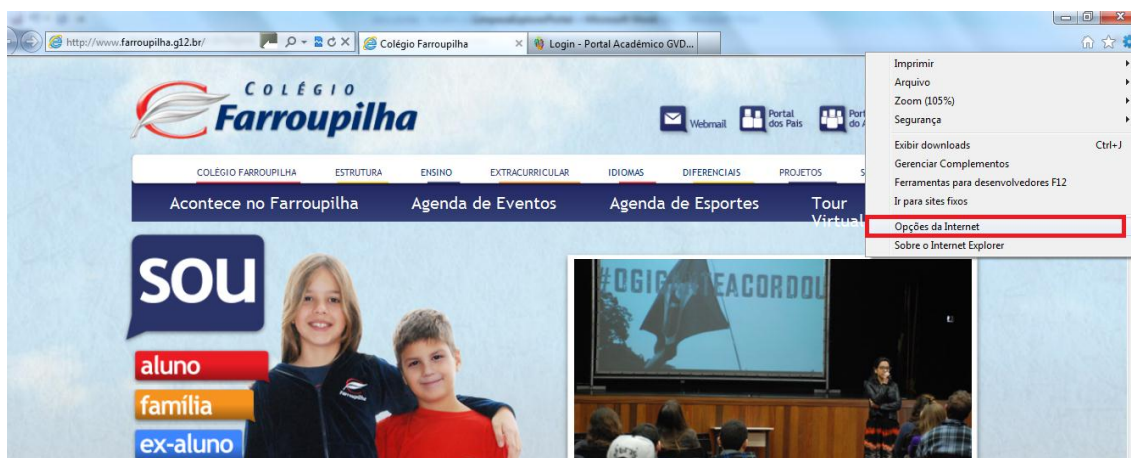 http://www.farroupilha.g12.br/
Colégio Farroupilha
Login - Portal Acadêmico GVD...
Imprimir
Arquivo
Zoom (105%)
Segurança
Exibir downloads Ctrl+J
Gerenciar Complementos
Ferramentas para desenvolvedores F12
Ir para sites fixos
Opções da Internet
Sobre o Internet Explorer
COLÉGIO
Farroupilha
Webmail
Portal
dos Pais
COLÉGIO FARROUPILHA ESTRUTURA ENSINO EXTRACURRICULAR IDIOMAS DIFERENCIAIS PROJETOS
Acontece no Farroupilha Agenda de Eventos Agenda de Esportes Tour
Virtual
sou
aluno
família
ex-aluno
Farroupilha